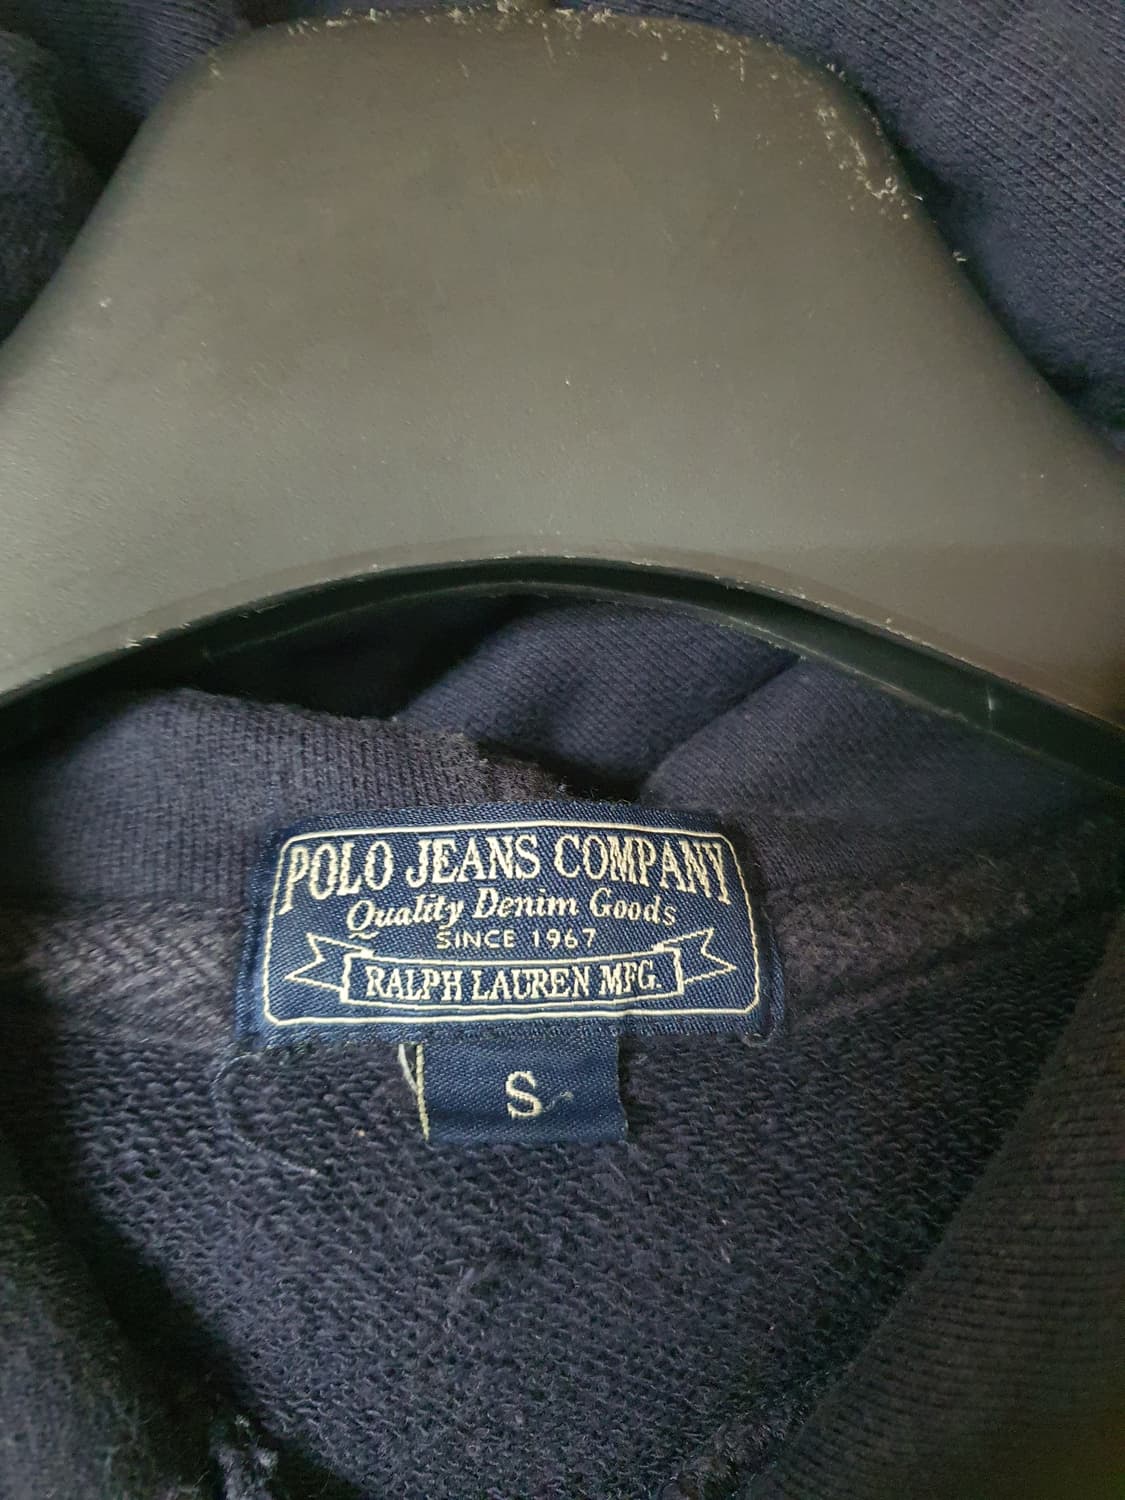 POLO JEANS COMPANY
Quality Denim Goods
SINCE 1967
RALPH LAUREN MFG.
S